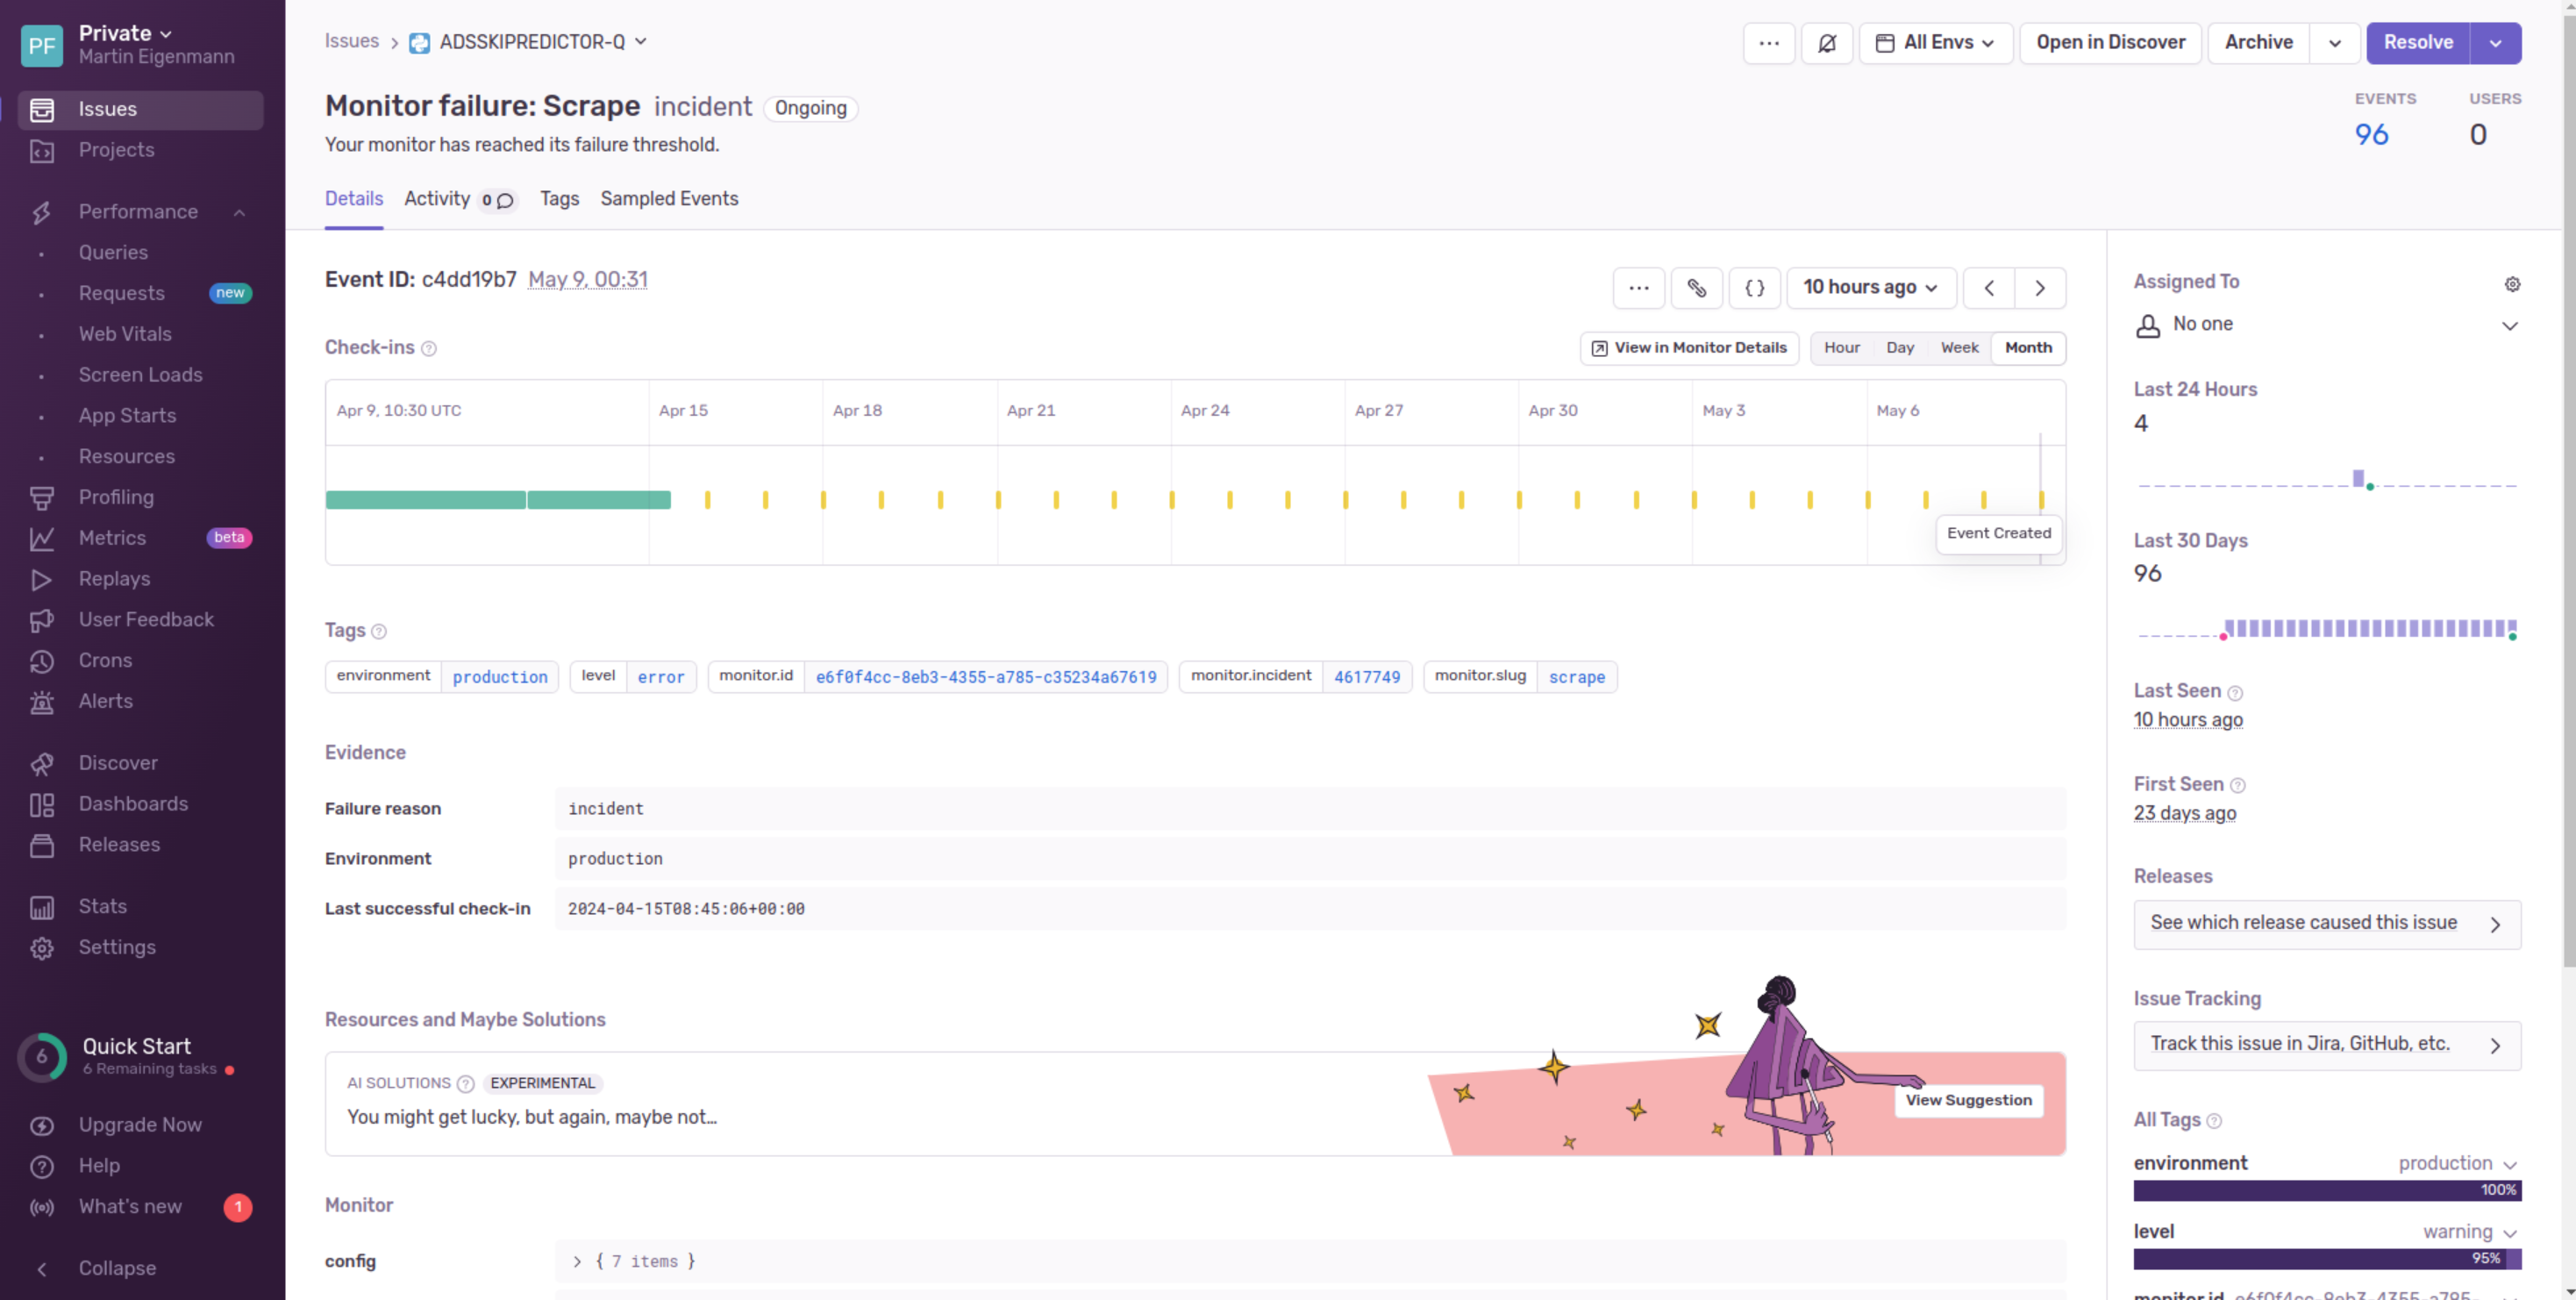 PF
Private
Martin Eigenmann
Issues
Projects
Performance
Queries
Requests new
Web Vitals
Screen Loads
App Starts
Resources
Profiling
Metrics beta
Replays
User Feedback
Crons
Alerts
Discover
Dashboards
Releases
Stats
Settings
6 Quick Start
6 Remaining tasks
Upgrade Now
Help
What's new 1
Collapse
Issues > ADSSKIPREDICTOR-Q
All Envs Open in Discover Archive Resolve
Monitor failure: Scrape incident Ongoing
Your monitor has reached its failure threshold.
EVENTS USERS
96 0
Details Activity 0 Tags Sampled Events
Event ID: c4dd19b7 May 9, 00:31
{} 10 hours ago
Check-ins
View in Monitor Details Hour Day Week Month
Apr 9, 10:30 UTC Apr 15 Apr 18 Apr 21 Apr 24 Apr 27 Apr 30 May 3 May 6
Event Created
Tags
environment production level error monitor.id e6f0f4cc-8eb3-4355-a785-c35234a67619 monitor.incident 4617749 monitor.slug scrape
Evidence
Failure reason incident
Environment production
Last successful check-in 2024-04-15T08:45:06+00:00
Resources and Maybe Solutions
AI SOLUTIONS EXPERIMENTAL
You might get lucky, but again, maybe not...
View Suggestion
Monitor
config > { 7 items }
Assigned To
No one
Last 24 Hours
4
Last 30 Days
96
Last Seen
10 hours ago
First Seen
23 days ago
Releases
See which release caused this issue
Issue Tracking
Track this issue in Jira, GitHub, etc.
All Tags
environment production
100%
level warning
95%
monitor.id e6f0f4cc-8eb3-4355-a785-